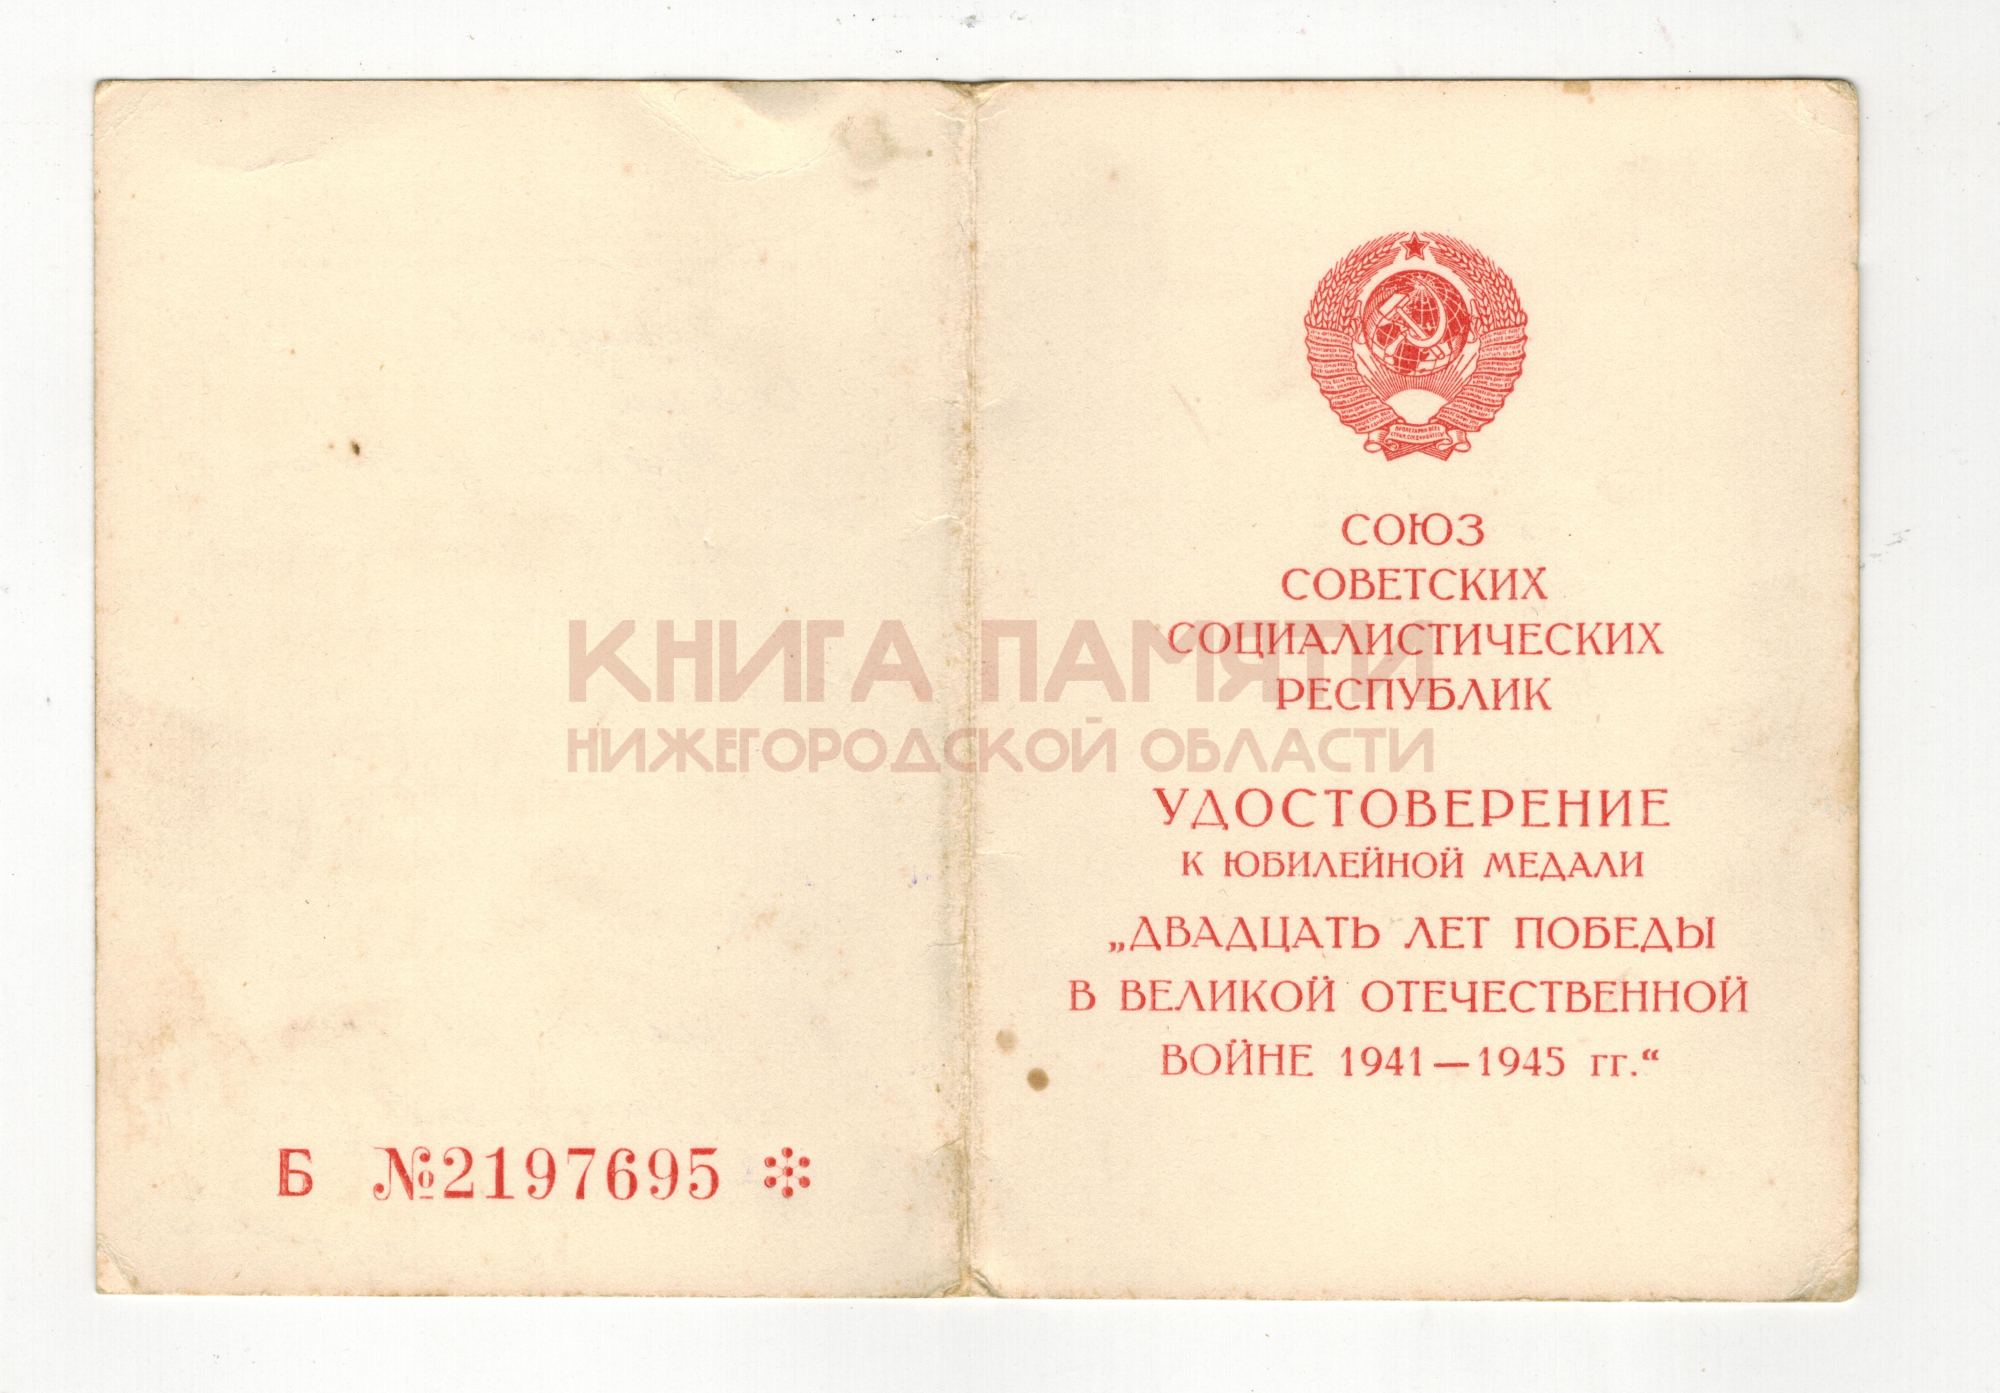 СОЮЗ
СОВЕТСКИХ
СОЦИАЛИСТИЧЕСКИХ
РЕСПУБЛИК
УДОСТОВЕРЕНИЕ
К ЮБИЛЕЙНОЙ МЕДАЛИ
„ДВАДЦАТЬ ЛЕТ ПОБЕДЫ
В ВЕЛИКОЙ ОТЕЧЕСТВЕННОЙ
ВОЙНЕ 1941—1945 гг.“
Б №2197695
КНИГА ПАМЯТИ
НИЖЕГОРОДСКОЙ ОБЛАСТИ